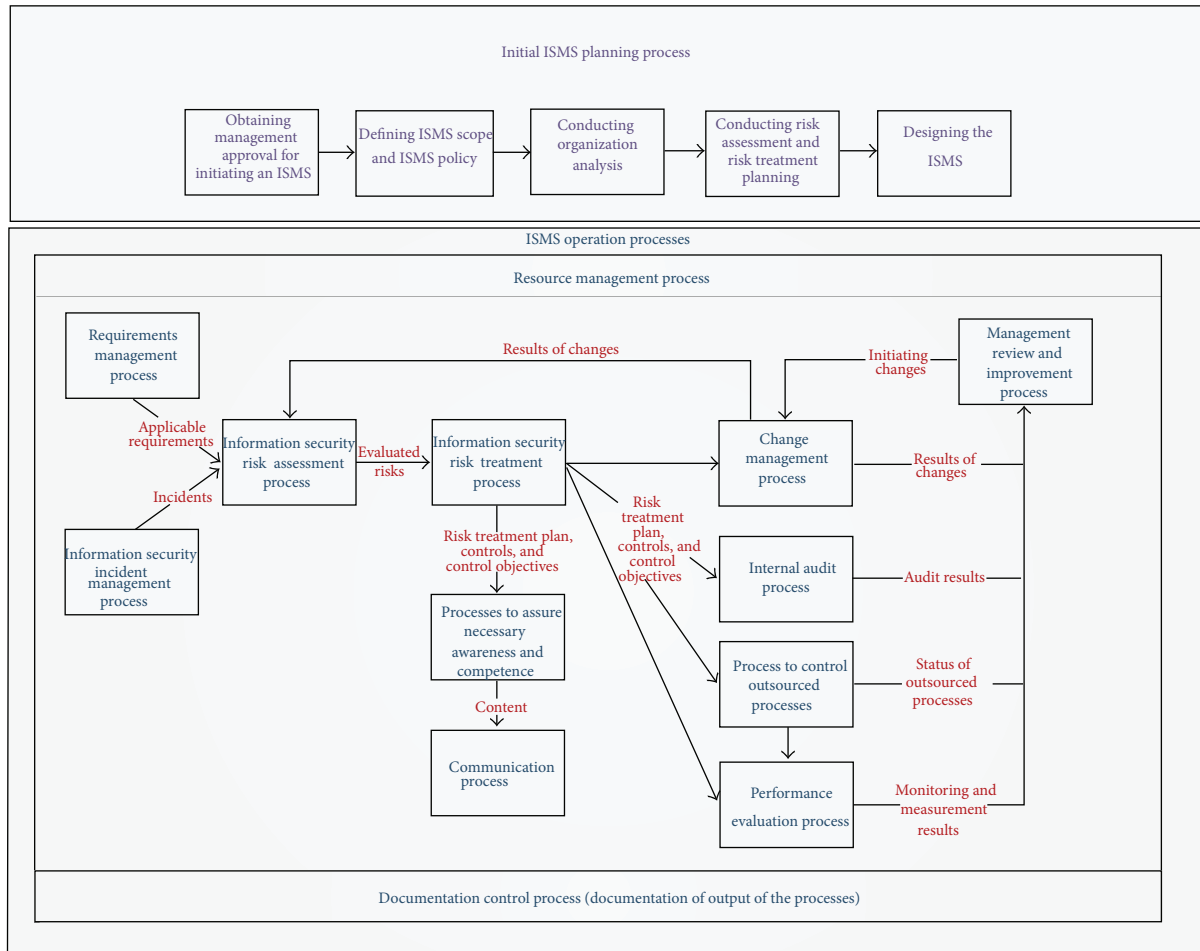 Initial ISMS planning process
Obtaining
management
approval for
initiating an ISMS
Defining ISMS scope
and ISMS policy
Conducting
organization
analysis
Conducting risk
assessment and
risk treatment
planning
Designing the
ISMS
ISMS operation processes
Resource management process
Requirements
management
process
Results of changes
Initiating
changes
Management
review and
improvement
process
Applicable
requirements
Information security
risk assessment
process
Evaluated
risks
Information security
risk treatment
process
Change
management
process
Results of
changes
Incidents
Information security
incident
management
process
Risk treatment plan,
controls, and
control objectives
Risk
treatment
plan,
controls, and
control
objectives
Internal audit
process
Audit results
Processes to assure
necessary
awareness and
competence
Process to control
outsourced
processes
Status of
outsourced
processes
Content
Communication
process
Performance
evaluation process
Monitoring and
measurement
results
Documentation control process (documentation of output of the processes)